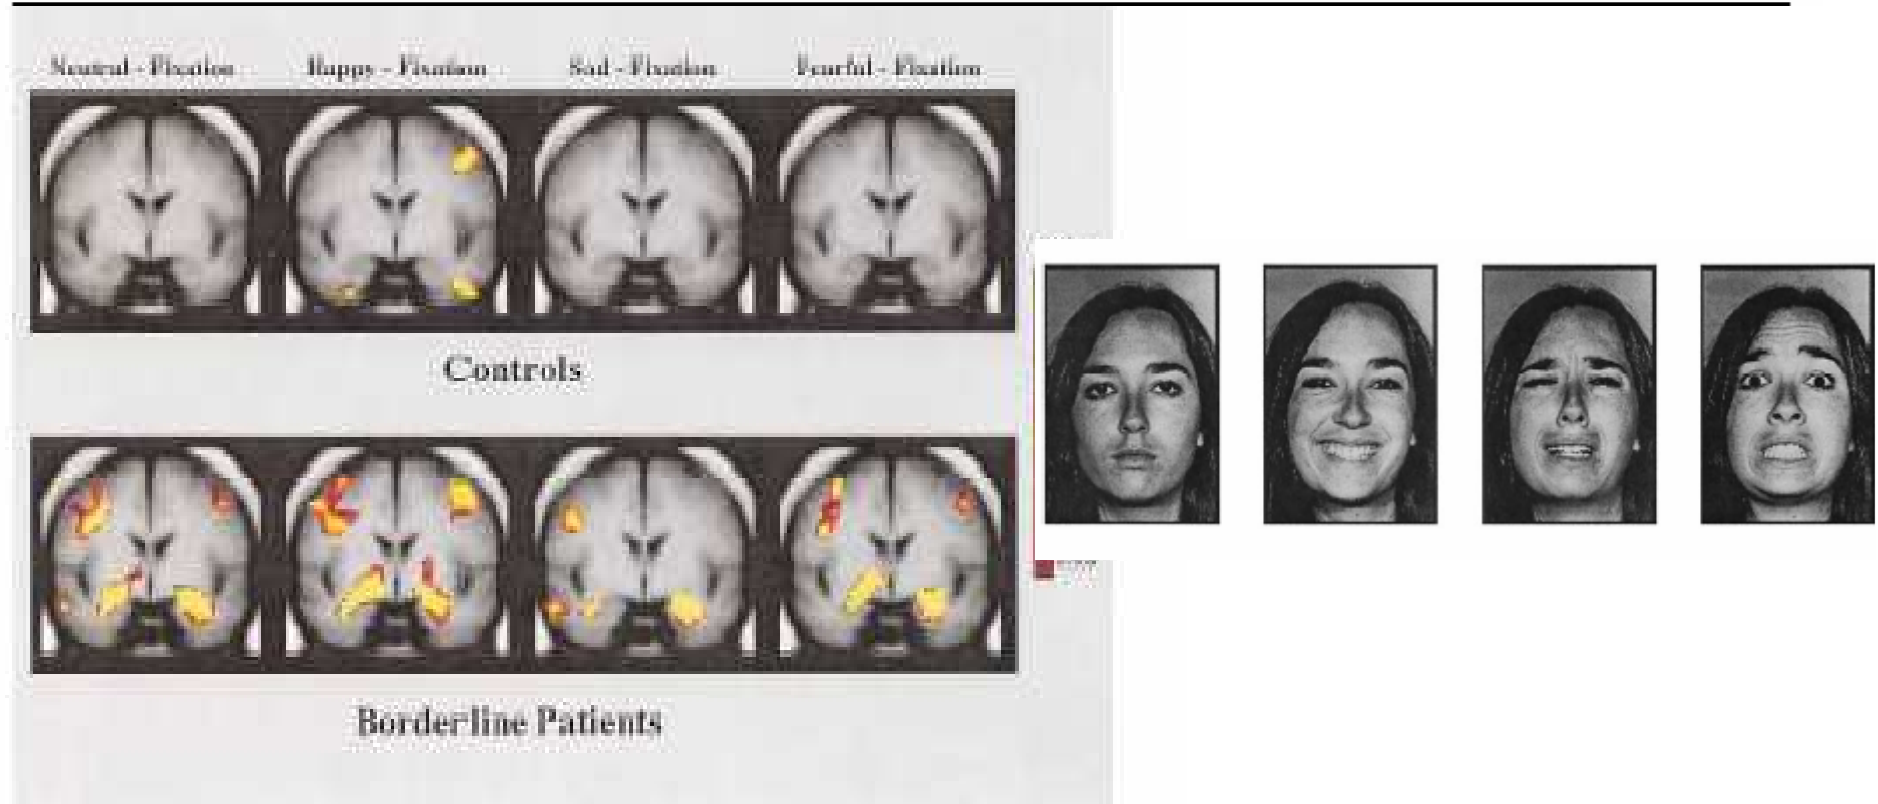 Neutral - Fixation Happy - Fixation Sad - Fixation Fearful - Fixation
Controls
Borderline Patients